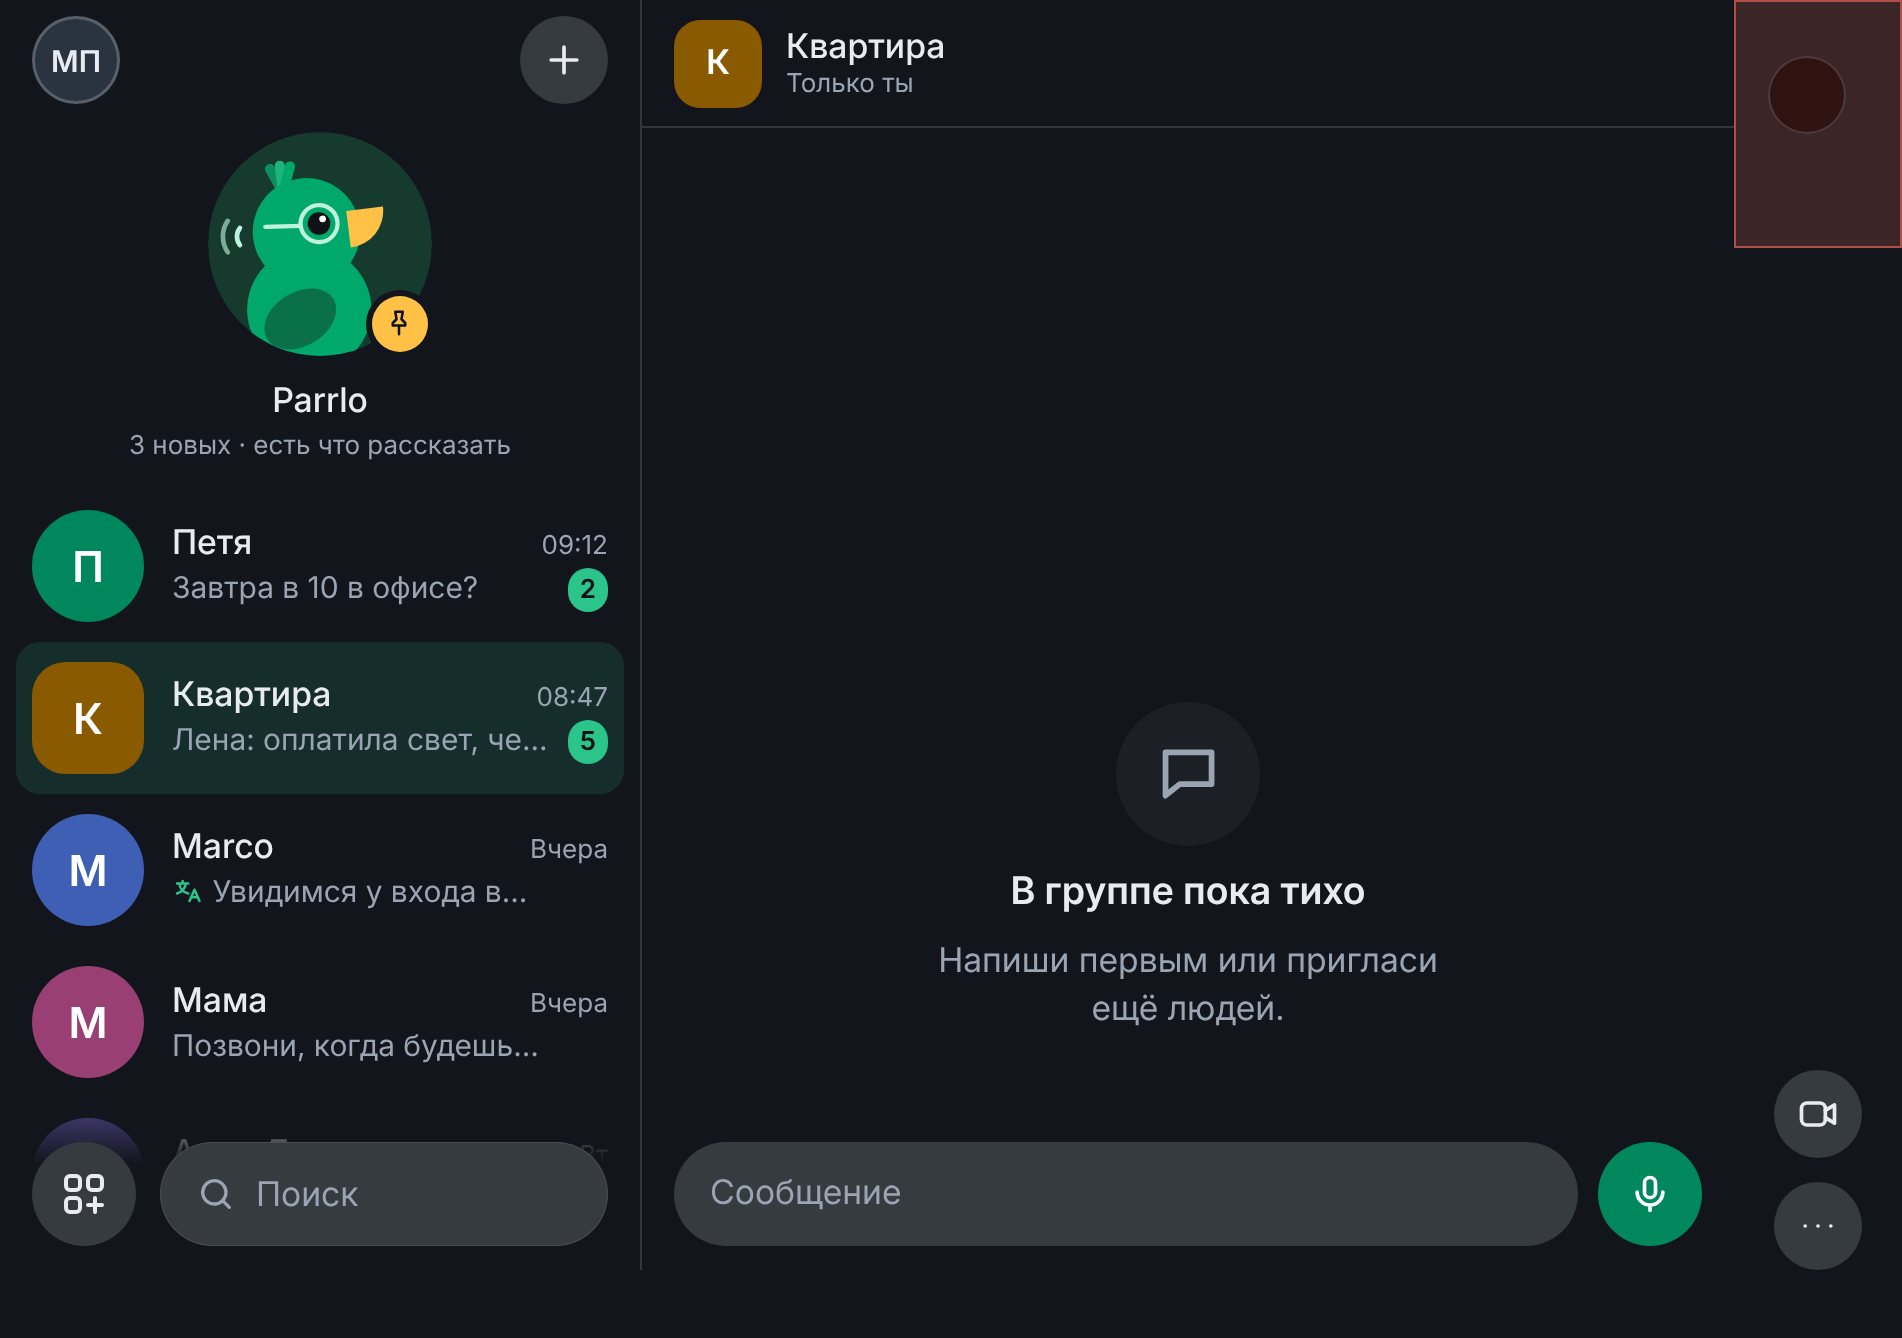 МП
К
Квартира
Только ты
Parrlo
3 новых · есть что рассказать
П
Петя
09:12
Завтра в 10 в офисе?
2
К
Квартира
08:47
Лена: оплатила свет, че...
5
M
Marco
Вчера
Увидимся у входа в...
М
Мама
Вчера
Позвони, когда будешь...
Вт
Поиск
В группе пока тихо
Напиши первым или пригласи
ещё людей.
Сообщение